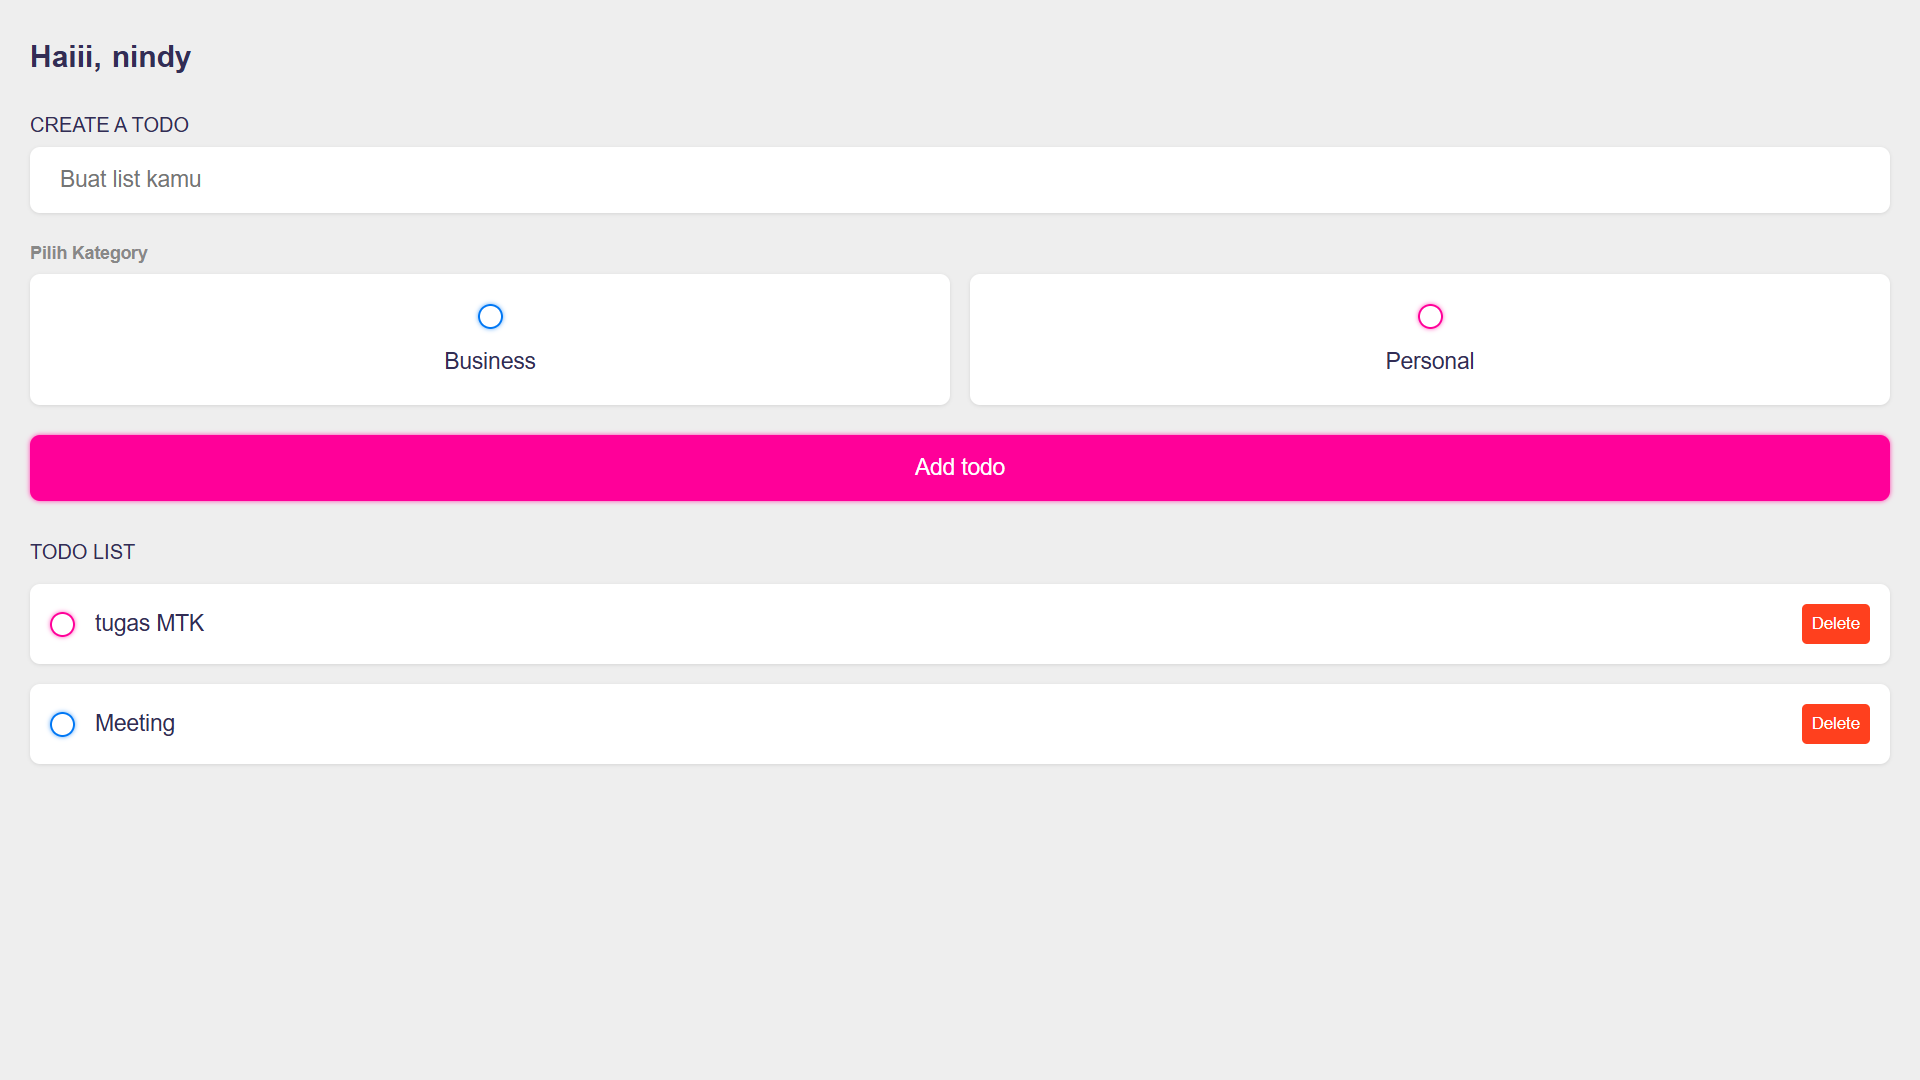 Haiii, nindy
CREATE A TODO
Buat list kamu
Pilih Kategory
Business
Personal
Add todo
TODO LIST
tugas MTK
Delete
Meeting
Delete